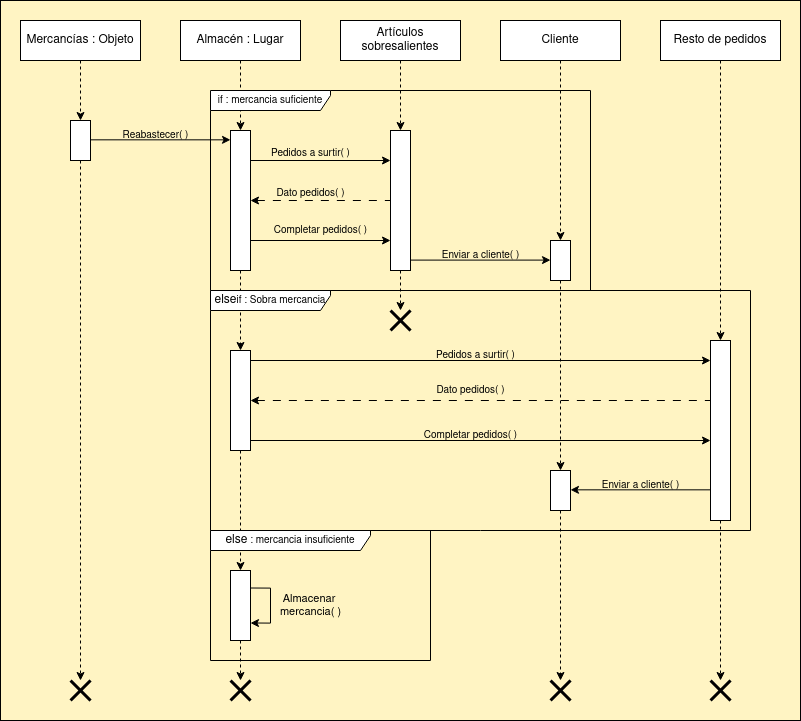 Mercancías : Objeto
Almacén : Lugar
Artículos
sobresalientes
Cliente
Resto de pedidos
if : mercancia suficiente
Reabastecer( )
Pedidos a surtir( )
Dato pedidos( )
Completar pedidos( )
Enviar a cliente( )
elseif : Sobra mercancia
Pedidos a surtir( )
Dato pedidos( )
Completar pedidos( )
Enviar a cliente( )
else : mercancia insuficiente
Almacenar
mercancia( )